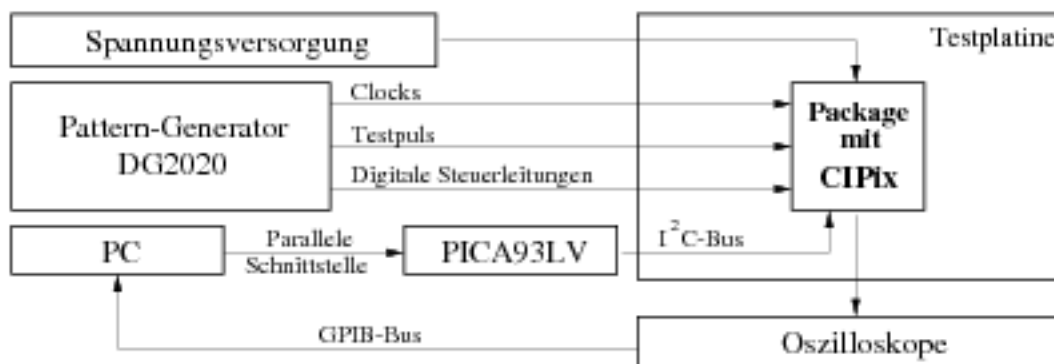 Spannungsversorgung
Testplatine
Pattern-Generator
DG2020
Clocks
Testpuls
Digitale Steuerleitungen
Package
mit
CIPix
PC
Parallele
Schnittstelle
PICA93LV
I²C-Bus
GPIB-Bus
Oszilloskope